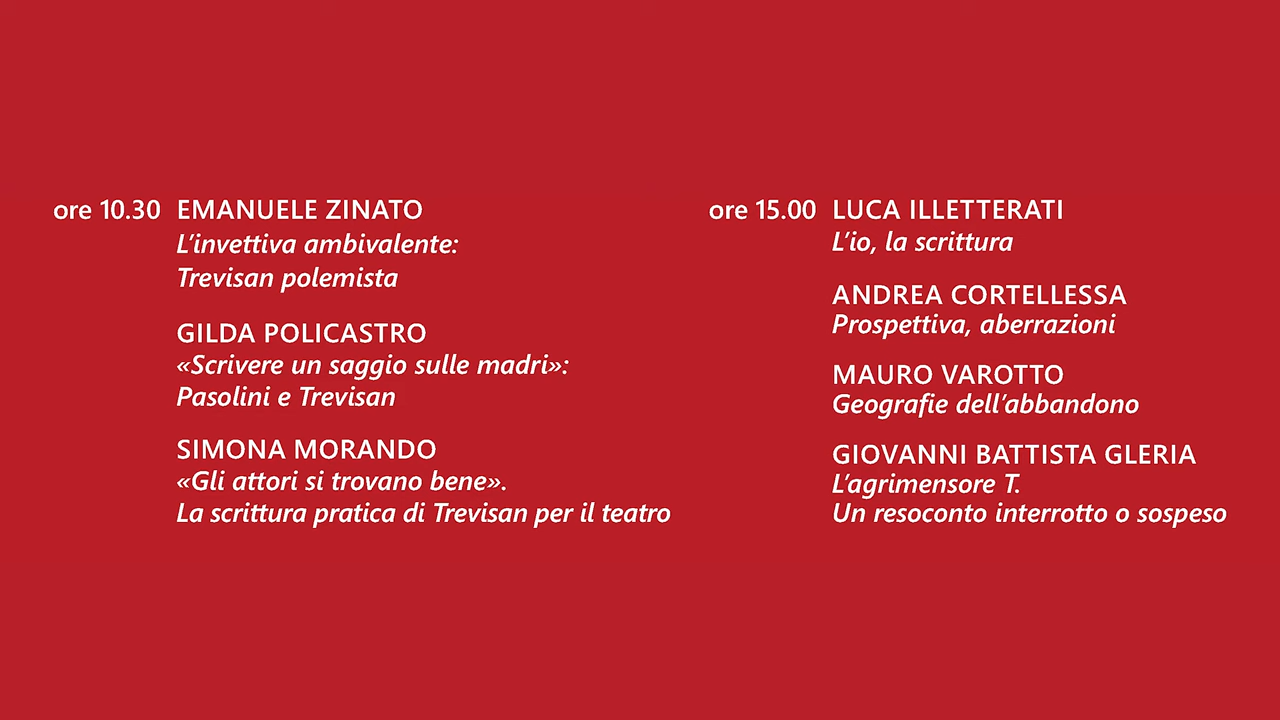 ore 10.30 EMANUELE ZINATO
L'invettiva ambivalente:
Trevisan polemista
GILDA POLICASTRO
«Scrivere un saggio sulle madri»:
Pasolini e Trevisan
SIMONA MORANDO
«Gli attori si trovano bene».
La scrittura pratica di Trevisan per il teatro
ore 15.00 LUCA ILLETTERATI
L'io, la scrittura
ANDREA CORTELLESSA
Prospettiva, aberrazioni
MAURO VAROTTO
Geografie dell'abbandono
GIOVANNI BATTISTA GLERIA
L'agrimensore T.
Un resoconto interrotto o sospeso